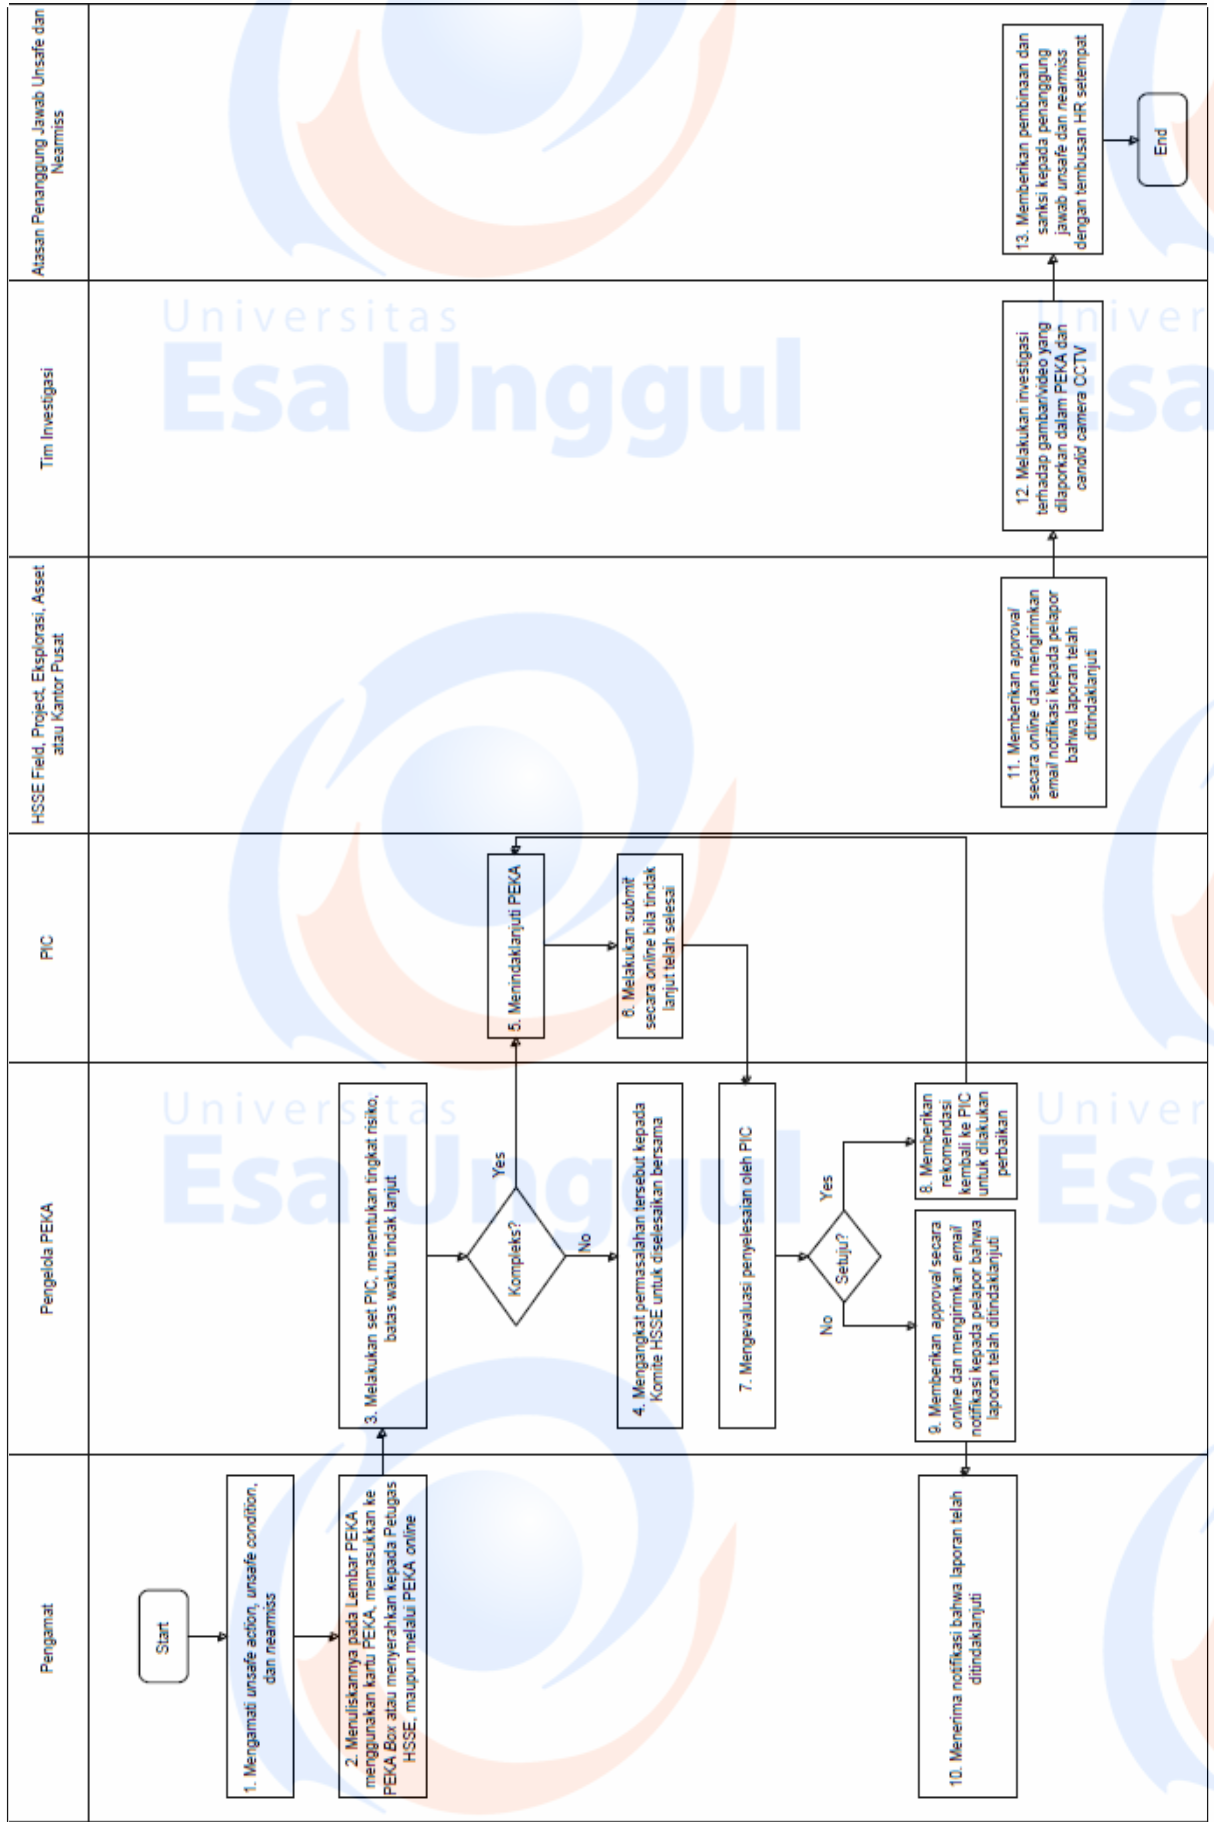 Pengamat
Pengelola PEKA
PIC
HSSE Field, Project, Eksplorasi, Asset
atau Kantor Pusat
Tim Investigasi
Atasan Penanggung Jawab Unsafe dan
Nearmiss
Start
1. Mengamati unsafe action, unsafe condition,
dan nearmiss
2. Menuliskannya pada Lembar PEKA
menggunakan kartu PEKA, memasukkan ke
PEKA Box atau menyerahkan kepada Petugas
HSSE, maupun melalui PEKA online
3. Melakukan set PIC, menentukan tingkat risiko,
batas waktu tindak lanjut
Kompleks?
Yes
No
4. Mengangkat permasalahan tersebut kepada
Komite HSSE untuk diselesaikan bersama
5. Menindaklanjuti PEKA
6. Melakukan submit
secara online bila tindak
lanjut telah selesai
7. Mengevaluasi penyelesaian oleh PIC
Setuju?
Yes
No
8. Memberikan
rekomendasi
kembali ke PIC
untuk dilakukan
perbaikan
9. Memberikan approval secara
online dan mengirimkan email
notifikasi kepada pelapor bahwa
laporan telah ditindaklanjuti
10. Menerima notifikasi bahwa laporan telah
ditindaklanjuti
11. Memberikan approval
secara online dan mengirimkan
email notifikasi kepada pelapor
bahwa laporan telah
ditindaklanjuti
12. Melakukan investigasi
terhadap gambar/video yang
dilaporkan dalam PEKA dan
candid camera CCTV
13. Memberikan pembinaan dan
sanksi kepada penanggung
jawab unsafe dan nearmiss
dengan tembusan HR setempat
End
Universitas
Esa Unggul
Univer
Esa
Universitas
Esa Unggul
Univer
Esa